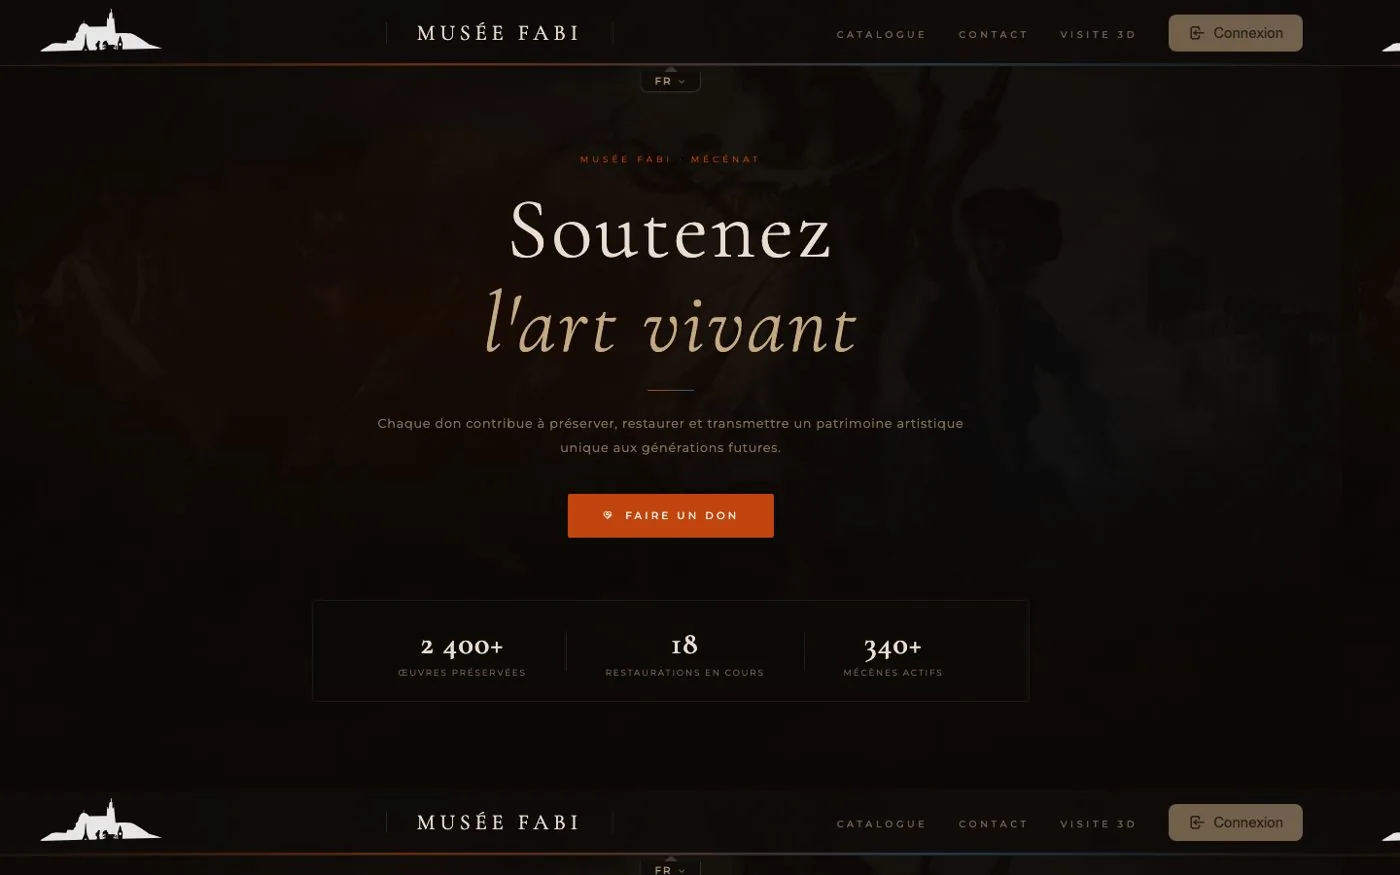 MUSÉE FABI
CATALOGUE CONTACT VISITE 3D Connexion
FR
MUSÉE FABI · MÉCÉNAT
Soutenez
l'art vivant
Chaque don contribue à préserver, restaurer et transmettre un patrimoine artistique
unique aux générations futures.
FAIRE UN DON
2 400+ 18 340+
ŒUVRES PRÉSERVÉES RESTAURATIONS EN COURS MÉCÈNES ACTIFS
MUSÉE FABI
CATALOGUE CONTACT VISITE 3D Connexion
FR